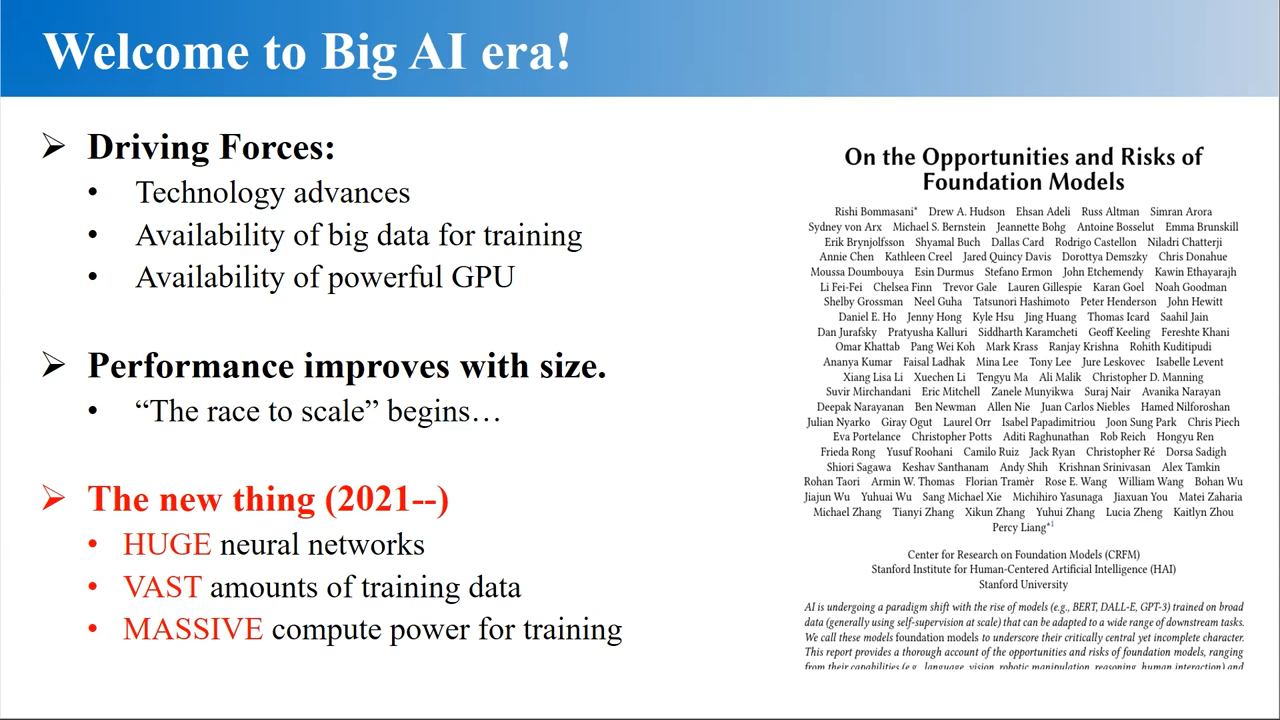 Welcome to Big AI era!
➢ Driving Forces:
• Technology advances
• Availability of big data for training
• Availability of powerful GPU
➢ Performance improves with size.
• “The race to scale” begins…
➢ The new thing (2021--)
• HUGE neural networks
• VAST amounts of training data
• MASSIVE compute power for training
On the Opportunities and Risks of
Foundation Models
Rishi Bommasani* Drew A. Hudson Ehsan Adeli Russ Altman Simran Arora
Sydney von Arx Michael S. Bernstein Jeannette Bohg Antoine Bosselut Emma Brunskill
Erik Brynjolfsson Shyamal Buch Dallas Card Rodrigo Castellon Niladri Chatterji
Annie Chen Kathleen Creel Jared Quincy Davis Dorottya Demszky Chris Donahue
Moussa Doumbouya Esin Durmus Stefano Ermon John Etchemendy Kawin Ethayarajh
Li Fei-Fei Chelsea Finn Trevor Gale Lauren Gillespie Karan Goel Noah Goodman
Shelby Grossman Neel Guha Tatsunori Hashimoto Peter Henderson John Hewitt
Daniel E. Ho Jenny Hong Kyle Hsu Jing Huang Thomas Icard Saahil Jain
Dan Jurafsky Pratyusha Kalluri Siddharth Karamcheti Geoff Keeling Fereshte Khani
Omar Khattab Pang Wei Koh Mark Krass Ranjay Krishna Rohith Kuditipudi
Ananya Kumar Faisal Ladhak Mina Lee Tony Lee Jure Leskovec Isabelle Levent
Xiang Lisa Li Xuechen Li Tengyu Ma Ali Malik Christopher D. Manning
Suvir Mirchandani Eric Mitchell Zanele Munyikwa Suraj Nair Avanika Narayan
Deepak Narayanan Ben Newman Allen Nie Juan Carlos Niebles Hamed Nilforoshan
Julian Nyarko Giray Ogut Laurel Orr Isabel Papadimitriou Joon Sung Park Chris Piech
Eva Portelance Christopher Potts Aditi Raghunathan Rob Reich Hongyu Ren
Frieda Rong Yusuf Roohani Camilo Ruiz Jack Ryan Christopher Ré Dorsa Sadigh
Shiori Sagawa Keshav Santhanam Andy Shih Krishnan Srinivasan Alex Tamkin
Rohan Taori Armin W. Thomas Florian Tramèr Rose E. Wang William Wang Bohan Wu
Jiajun Wu Yuhuai Wu Sang Michael Xie Michihiro Yasunaga Jiaxuan You Matei Zaharia
Michael Zhang Tianyi Zhang Xikun Zhang Yuhui Zhang Lucia Zheng Kaitlyn Zhou
Percy Liang*1
Center for Research on Foundation Models (CRFM)
Stanford Institute for Human-Centered Artificial Intelligence (HAI)
Stanford University
AI is undergoing a paradigm shift with the rise of models (e.g., BERT, DALL-E, GPT-3) trained on broad
data (generally using self-supervision at scale) that can be adapted to a wide range of downstream tasks.
We call these models foundation models to underscore their critically central yet incomplete character.
This report provides a thorough account of the opportunities and risks of foundation models, ranging
from their capabilities (e.g., language, vision, robotic manipulation, reasoning, human interaction) and